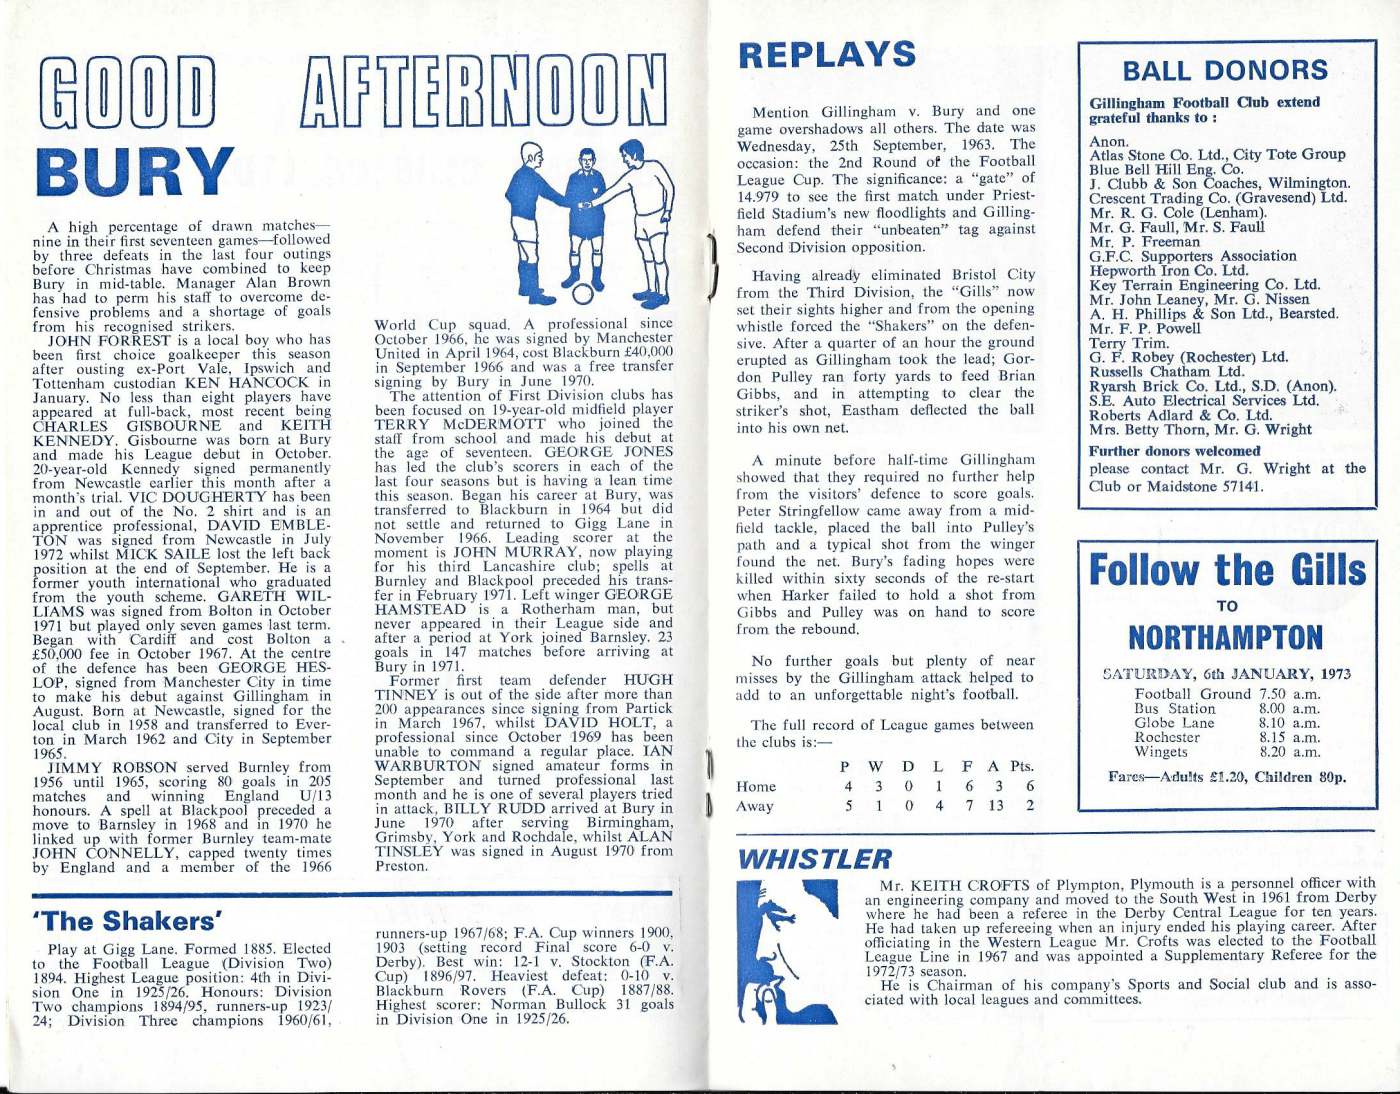 GOOD AFTERNOON
BURY
A high percentage of drawn matches—
nine in their first seventeen games—followed
by three defeats in the last four outings
before Christmas have combined to keep
Bury in mid-table. Manager Alan Brown
has had to perm his staff to overcome de-
fensive problems and a shortage of goals
from his recognised strikers.
JOHN FORREST is a local boy who has
been first choice goalkeeper this season
after ousting ex-Port Vale, Ipswich and
Tottenham custodian KEN HANCOCK in
January. No less than eight players have
appeared at full-back, most recent being
CHARLES GISBOURNE and KEITH
KENNEDY. Gisbourne was born at Bury
and made his League debut in October.
20-year-old Kennedy signed permanently
from Newcastle earlier this month after a
month's trial. VIC DOUGHERTY has been
in and out of the No. 2 shirt and is an
apprentice professional, DAVID EMBLE-
TON was signed from Newcastle in July
1972 whilst MICK SAILE lost the left back
position at the end of September. He is a
former youth international who graduated
from the youth scheme. GARETH WIL-
LIAMS was signed from Bolton in October
1971 but played only seven games last term.
Began with Cardiff and cost Bolton a
£50,000 fee in October 1967. At the centre
of the defence has been GEORGE HES-
LOP, signed from Manchester City in time
to make his debut against Gillingham in
August. Born at Newcastle, signed for the
local club in 1958 and transferred to Ever-
ton in March 1962 and City in September
1965.
JIMMY ROBSON served Burnley from
1956 until 1965, scoring 80 goals in 205
matches and winning England U/13
honours. A spell at Blackpool preceded a
move to Barnsley in 1968 and in 1970 he
linked up with former Burnley team-mate
JOHN CONNELLY, capped twenty times
by England and a member of the 1966
World Cup squad. A professional since
October 1966, he was signed by Manchester
United in April 1964, cost Blackburn £40,000
in September 1966 and was a free transfer
signing by Bury in June 1970.
The attention of First Division clubs has
been focused on 19-year-old midfield player
TERRY McDERMOTT who joined the
staff from school and made his debut at
the age of seventeen. GEORGE JONES
has led the club's scorers in each of the
last four seasons but is having a lean time
this season. Began his career at Bury, was
transferred to Blackburn in 1964 but did
not settle and returned to Gigg Lane in
November 1966. Leading scorer at the
moment is JOHN MURRAY, now playing
for his third Lancashire club; spells at
Burnley and Blackpool preceded his trans-
fer in February 1971. Left winger GEORGE
HAMSTEAD is a Rotherham man, but
never appeared in their League side and
after a period at York joined Barnsley. 23
goals in 147 matches before arriving at
Bury in 1971.
Former first team defender HUGH
TINNEY is out of the side after more than
200 appearances since signing from Partick
in March 1967, whilst DAVID HOLT, a
professional since October 1969 has been
unable to command a regular place. IAN
WARBURTON signed amateur forms in
September and turned professional last
month and he is one of several players tried
in attack, BILLY RUDD arrived at Bury in
June 1970 after serving Birmingham,
Grimsby, York and Rochdale, whilst ALAN
TINSLEY was signed in August 1970 from
Preston.
'The Shakers'
Play at Gigg Lane. Formed 1885. Elected
to the Football League (Division Two)
1894. Highest League position: 4th in Divi-
sion One in 1925/26. Honours: Division
Two champions 1894/95, runners-up 1923/
24; Division Three champions 1960/61,
runners-up 1967/68; F.A. Cup winners 1900,
1903 (setting record Final score 6-0 v.
Derby). Best win: 12-1 v. Stockton (F.A.
Cup) 1896/97. Heaviest defeat: 0-10 v.
Blackburn Rovers (F.A. Cup) 1887/88.
Highest scorer: Norman Bullock 31 goals
in Division One in 1925/26.
REPLAYS
Mention Gillingham v. Bury and one
game overshadows all others. The date was
Wednesday, 25th September, 1963. The
occasion: the 2nd Round of the Football
League Cup. The significance: a "gate" of
14.979 to see the first match under Priest-
field Stadium's new floodlights and Gilling-
ham defend their "unbeaten" tag against
Second Division opposition.
Having already eliminated Bristol City
from the Third Division, the "Gills" now
set their sights higher and from the opening
whistle forced the "Shakers" on the defen-
sive. After a quarter of an hour the ground
erupted as Gillingham took the lead; Gor-
don Pulley ran forty yards to feed Brian
Gibbs, and in attempting to clear the
striker's shot, Eastham deflected the ball
into his own net.
A minute before half-time Gillingham
showed that they required no further help
from the visitors' defence to score goals.
Peter Stringfellow came away from a mid-
field tackle, placed the ball into Pulley's
path and a typical shot from the winger
found the net. Bury's fading hopes were
killed within sixty seconds of the re-start
when Harker failed to hold a shot from
Gibbs and Pulley was on hand to score
from the rebound.
No further goals but plenty of near
misses by the Gillingham attack helped to
add to an unforgettable night's football.
The full record of League games between
the clubs is:—
P W D L F A Pts.
Home 4 3 0 1 6 3 6
Away 5 1 0 4 7 13 2
BALL DONORS
Gillingham Football Club extend
grateful thanks to :
Anon.
Atlas Stone Co. Ltd., City Tote Group
Blue Bell Hill Eng. Co.
J. Clubb & Son Coaches, Wilmington.
Crescent Trading Co. (Gravesend) Ltd.
Mr. R. G. Cole (Lenham).
Mr. G. Faull, Mr. S. Faull
Mr. P. Freeman
G.F.C. Supporters Association
Hepworth Iron Co. Ltd.
Key Terrain Engineering Co. Ltd.
Mr. John Leaney, Mr. G. Nissen
A. H. Phillips & Son Ltd., Bearsted.
Mr. F. P. Powell
Terry Trim.
G. F. Robey (Rochester) Ltd.
Russells Chatham Ltd.
Ryarsh Brick Co. Ltd., S.D. (Anon).
S.E. Auto Electrical Services Ltd.
Roberts Adlard & Co. Ltd.
Mrs. Betty Thorn, Mr. G. Wright
Further donors welcomed
please contact Mr. G. Wright at the
Club or Maidstone 57141.
Follow the Gills
TO
NORTHAMPTON
SATURDAY, 6th JANUARY, 1973
Football Ground 7.50 a.m.
Bus Station 8.00 a.m.
Globe Lane 8.10 a.m.
Rochester 8.15 a.m.
Wingets 8.20 a.m.
Fares—Adults £1.20, Children 80p.
WHISTLER
Mr. KEITH CROFTS of Plympton, Plymouth is a personnel officer with
an engineering company and moved to the South West in 1961 from Derby
where he had been a referee in the Derby Central League for ten years.
He had taken up refereeing when an injury ended his playing career. After
officiating in the Western League Mr. Crofts was elected to the Football
League Line in 1967 and was appointed a Supplementary Referee for the
1972/73 season.
He is Chairman of his company's Sports and Social club and is asso-
ciated with local leagues and committees.